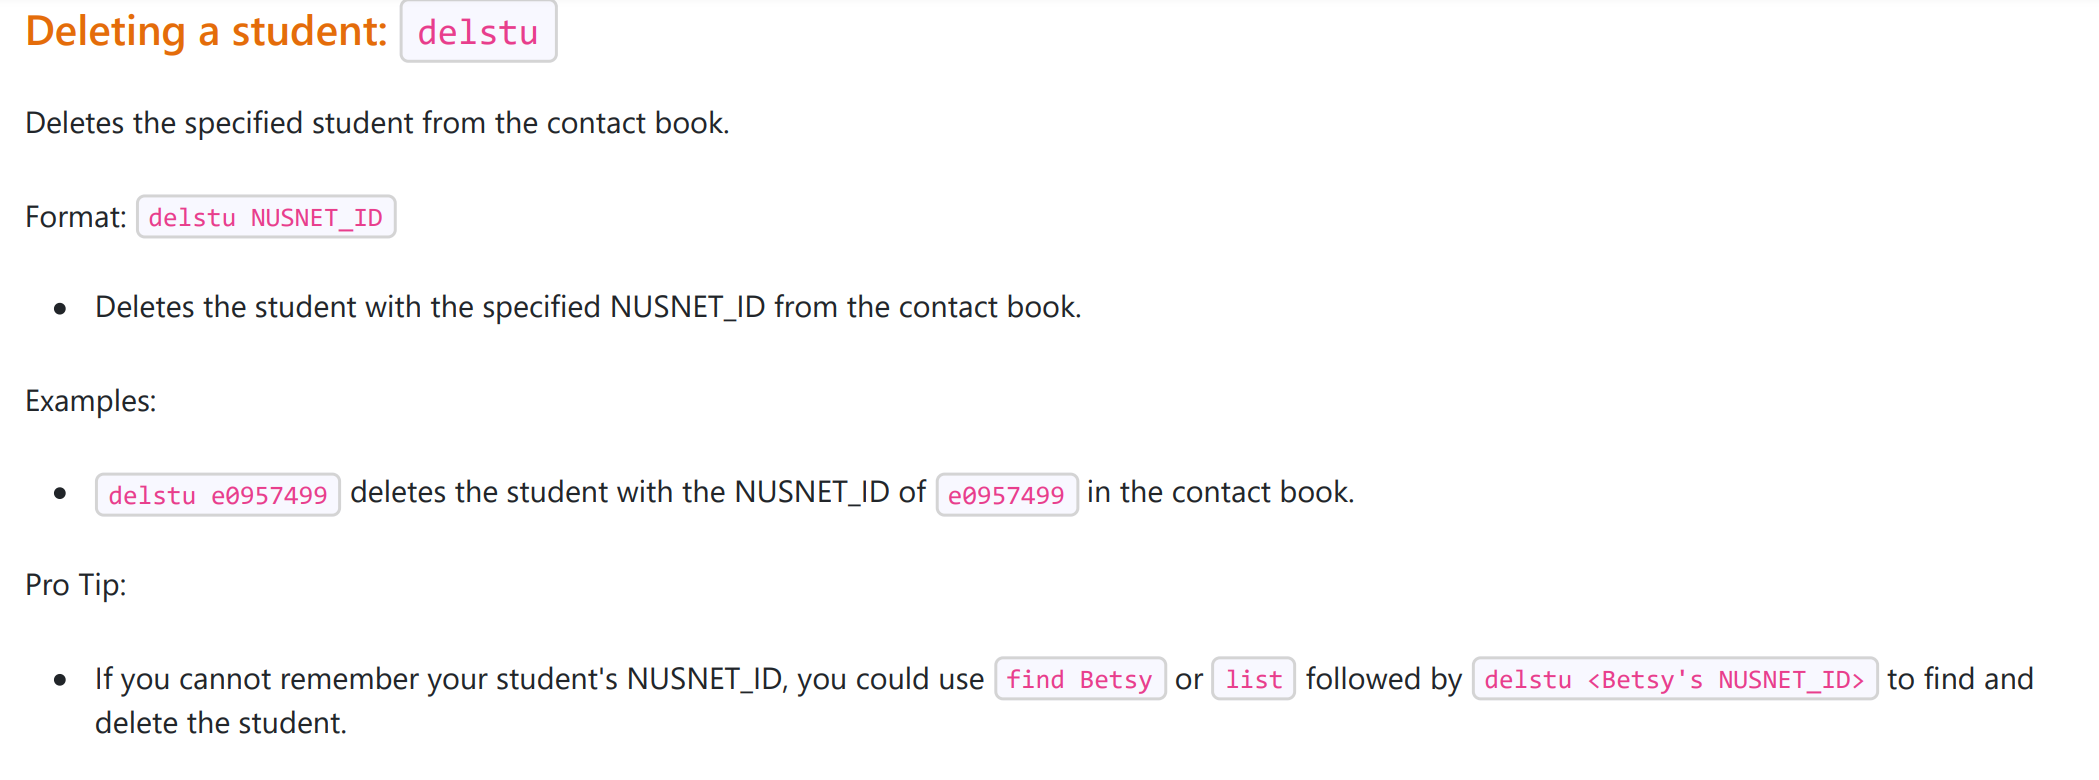 Deleting a student: delstu
Deletes the specified student from the contact book.
Format: delstu NUSNET_ID
• Deletes the student with the specified NUSNET_ID from the contact book.
Examples:
• delstu e0957499 deletes the student with the NUSNET_ID of e0957499 in the contact book.
Pro Tip:
• If you cannot remember your student's NUSNET_ID, you could use find Betsy or list followed by delstu <Betsy's NUSNET_ID> to find and
delete the student.